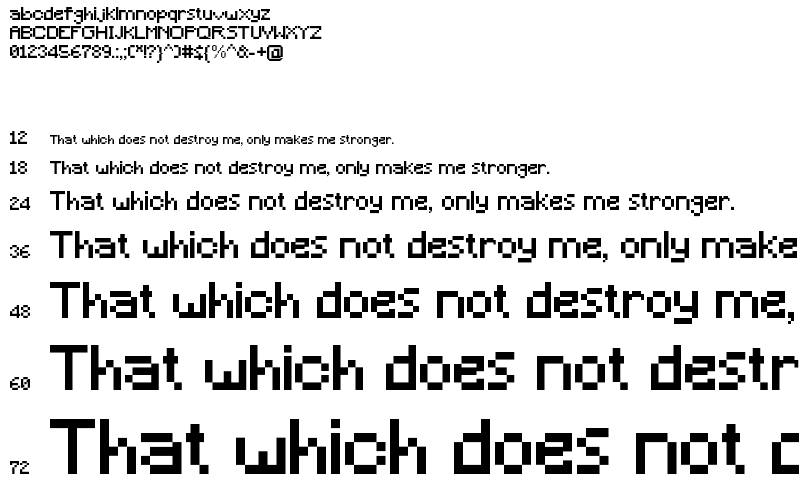 abcdefghijklmnopqrstuvwxyz
ABCDEFGHIJKLMNOPQRSTUVWXYZ
0123456789.:,;(*!?}^)#${%^&-+@
12 That which does not destroy me, only makes me stronger.
18 That which does not destroy me, only makes me stronger.
24 That which does not destroy me, only makes me stronger.
36 That which does not destroy me, only make
48 That which does not destroy me,
60 That which does not destr
72 That which does not